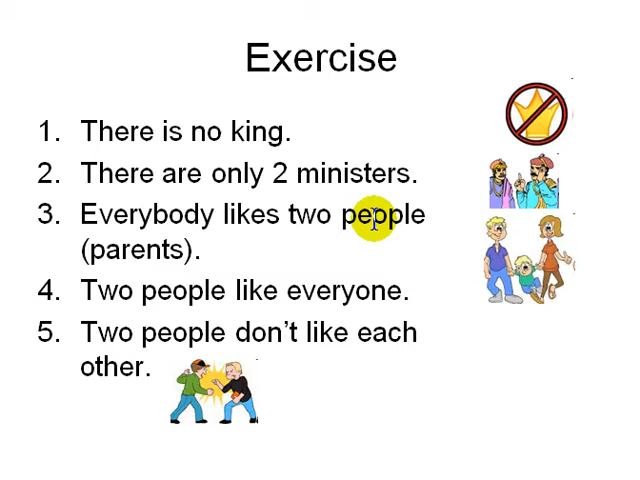 Exercise
1. There is no king.
2. There are only 2 ministers.
3. Everybody likes two people
(parents).
4. Two people like everyone.
5. Two people don't like each
other.